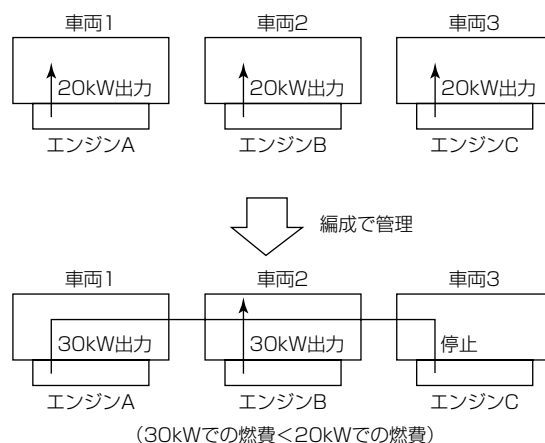 車両1 車両2 車両3
20kW出力 20kW出力 20kW出力
エンジンA エンジンB エンジンC
編成で管理
車両1 車両2 車両3
30kW出力 30kW出力 停止
エンジンA エンジンB エンジンC
（30kWでの燃費＜20kWでの燃費）